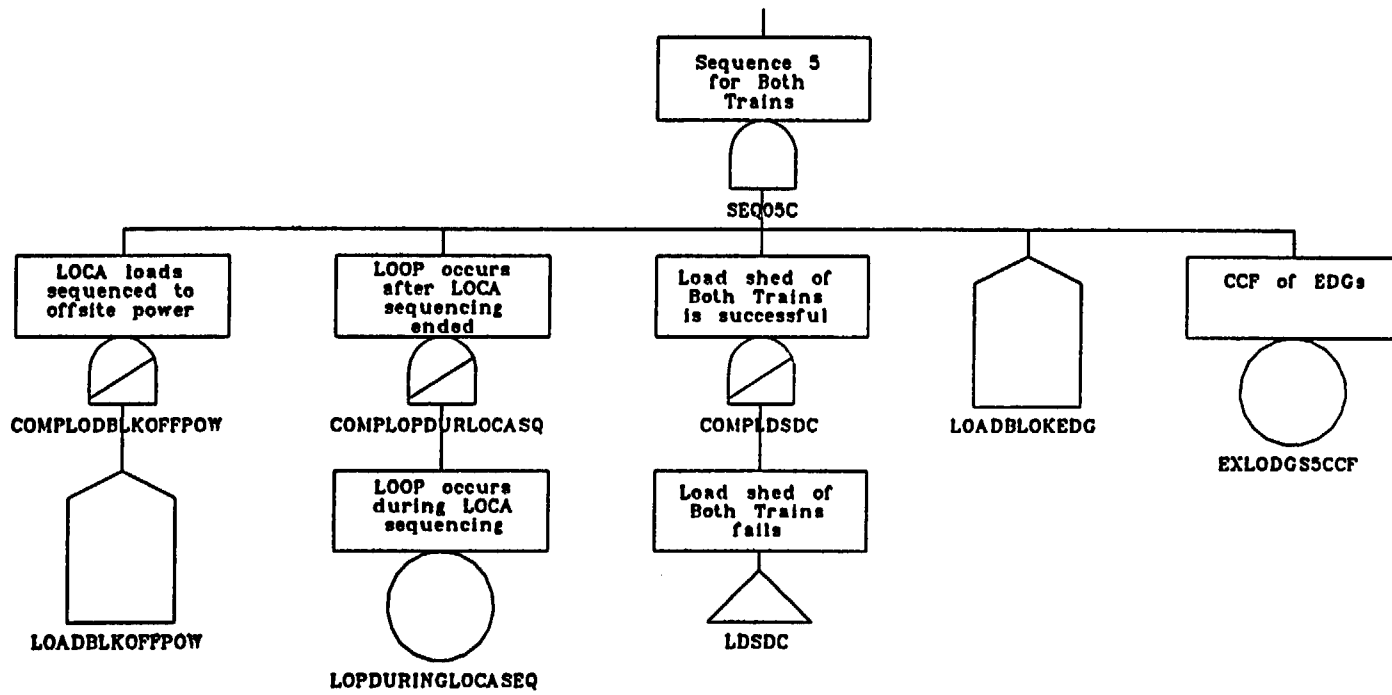 Sequence 5
for Both
Trains
SEQ05C
LOCA loads
sequenced to
offsite power
COMPLODBLKOFFPOW
LOADBLKOFFPOW
LOOP occurs
after LOCA
sequencing
ended
COMPLOPDURLOCASQ
LOOP occurs
during LOCA
sequencing
LOPDURINGLOCASEQ
Load shed of
Both Trains
is successful
COMPLDSDC
Load shed of
Both Trains
fails
LDSDC
LOADBLOKEDG
CCF of EDGs
EXLODGS5CCF